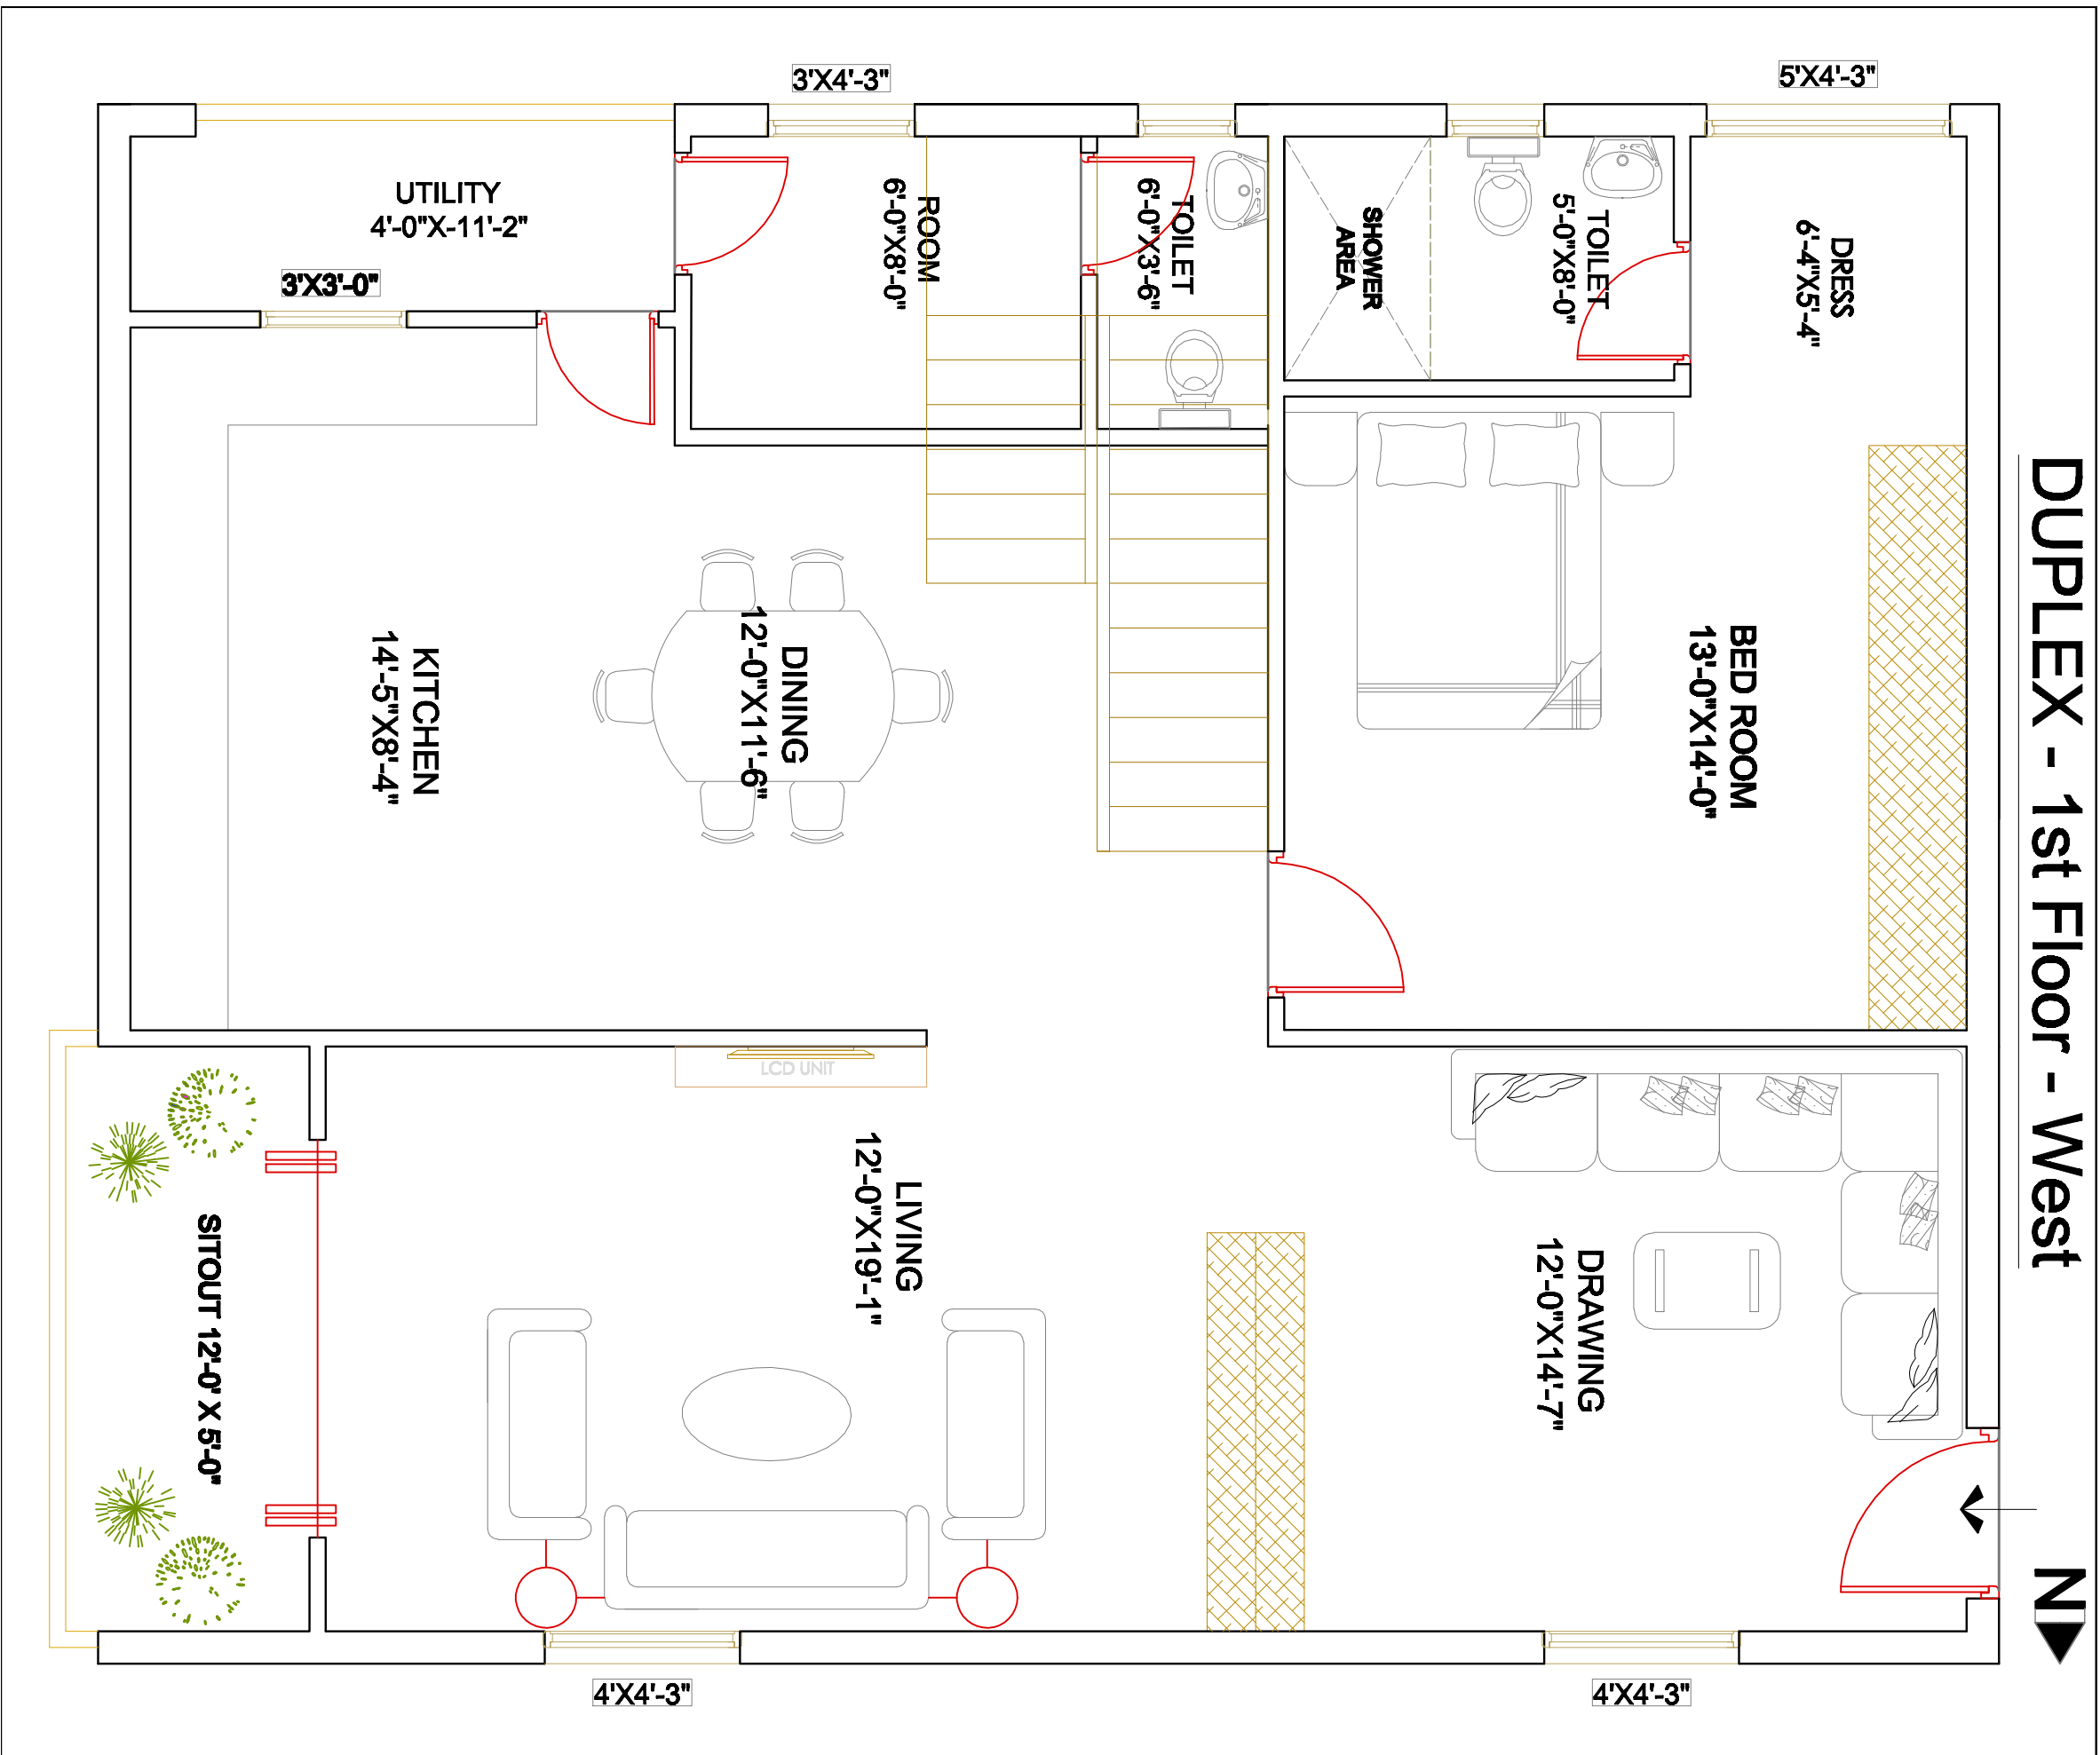 3'X4'-3"
5'X4'-3"
UTILITY
4'-0"X-11'-2"
3'X3'-0"
ROOM
6'-0"X8'-0"
TOILET
6'-0"X3'-6"
SHOWER
AREA
TOILET
5'-0"X8'-0"
DRESS
6'-4"X5'-4"
KITCHEN
14'-5"X8'-4"
DINING
12'-0"X11'-6"
BED ROOM
13'-0"X14'-0"
DUPLEX - 1st Floor - West
LCD UNIT
SITOUT 12'-0' X 5'-0"
LIVING
12'-0"X19'-1"
DRAWING
12'-0"X14'-7"
N
4'X4'-3"
4'X4'-3"